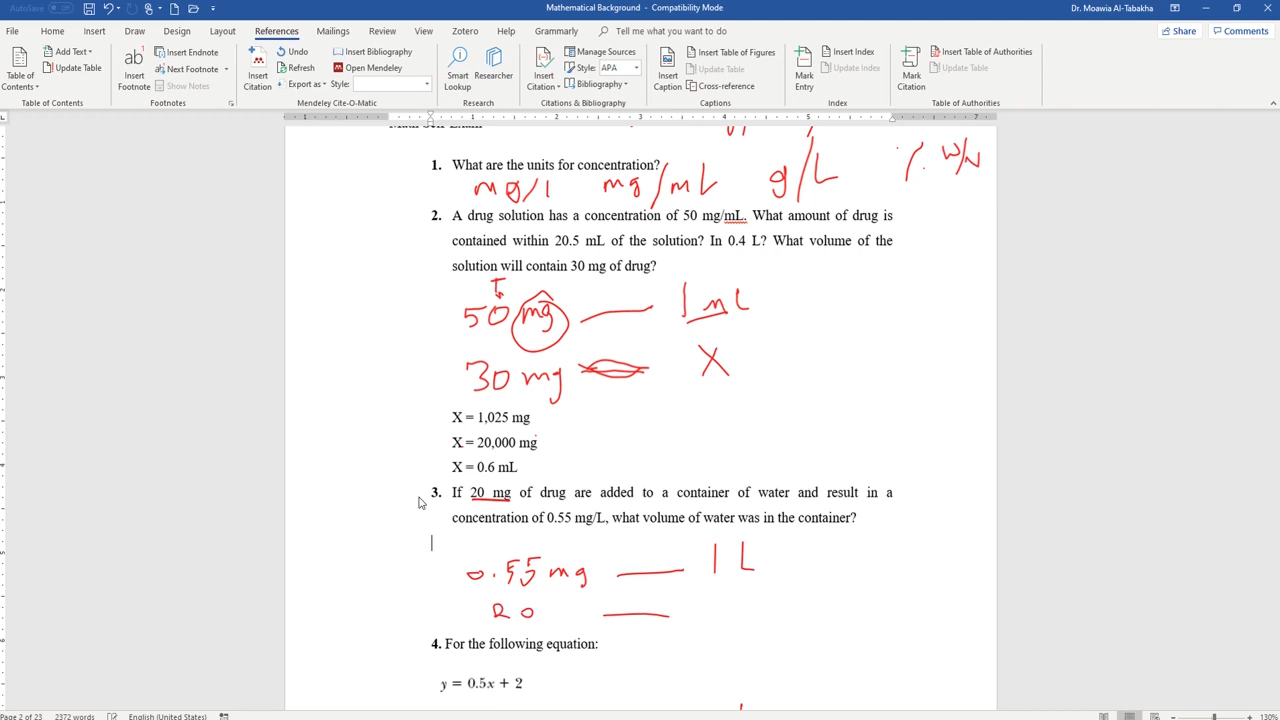 AutoSave Off
Mathematical Background - Compatibility Mode
Dr. Moawia Al-Tabakha
File Home Insert Draw Design Layout References Mailings Review View Zotero Help Grammarly Tell me what you want to do
Share Comments
Table of Contents
Add Text
Update Table
Table of Contents
ab
Insert Footnote
Insert Endnote
Next Footnote
Show Notes
Footnotes
Insert Citation
Undo
Refresh
Export as
Insert Bibliography
Open Mendeley
Style:
Mendeley Cite-O-Matic
Smart Lookup
Researcher
Research
Insert Citation
Manage Sources
Style: APA
Bibliography
Citations & Bibliography
Insert Caption
Insert Table of Figures
Update Table
Cross-reference
Captions
Mark Entry
Insert Index
Update Index
Index
Mark Citation
Insert Table of Authorities
Update Table
Table of Authorities
1. What are the units for concentration?
mg/L mg/mL g/L % w/v
2. A drug solution has a concentration of 50 mg/mL. What amount of drug is
contained within 20.5 mL of the solution? In 0.4 L? What volume of the
solution will contain 30 mg of drug?
50 mg — 1 mL
30 mg — X
X = 1,025 mg
X = 20,000 mg
X = 0.6 mL
3. If 20 mg of drug are added to a container of water and result in a
concentration of 0.55 mg/L, what volume of water was in the container?
0.55 mg — 1 L
20 —
4. For the following equation:
y = 0.5x + 2
Page 2 of 23 2372 words English (United States)
130%